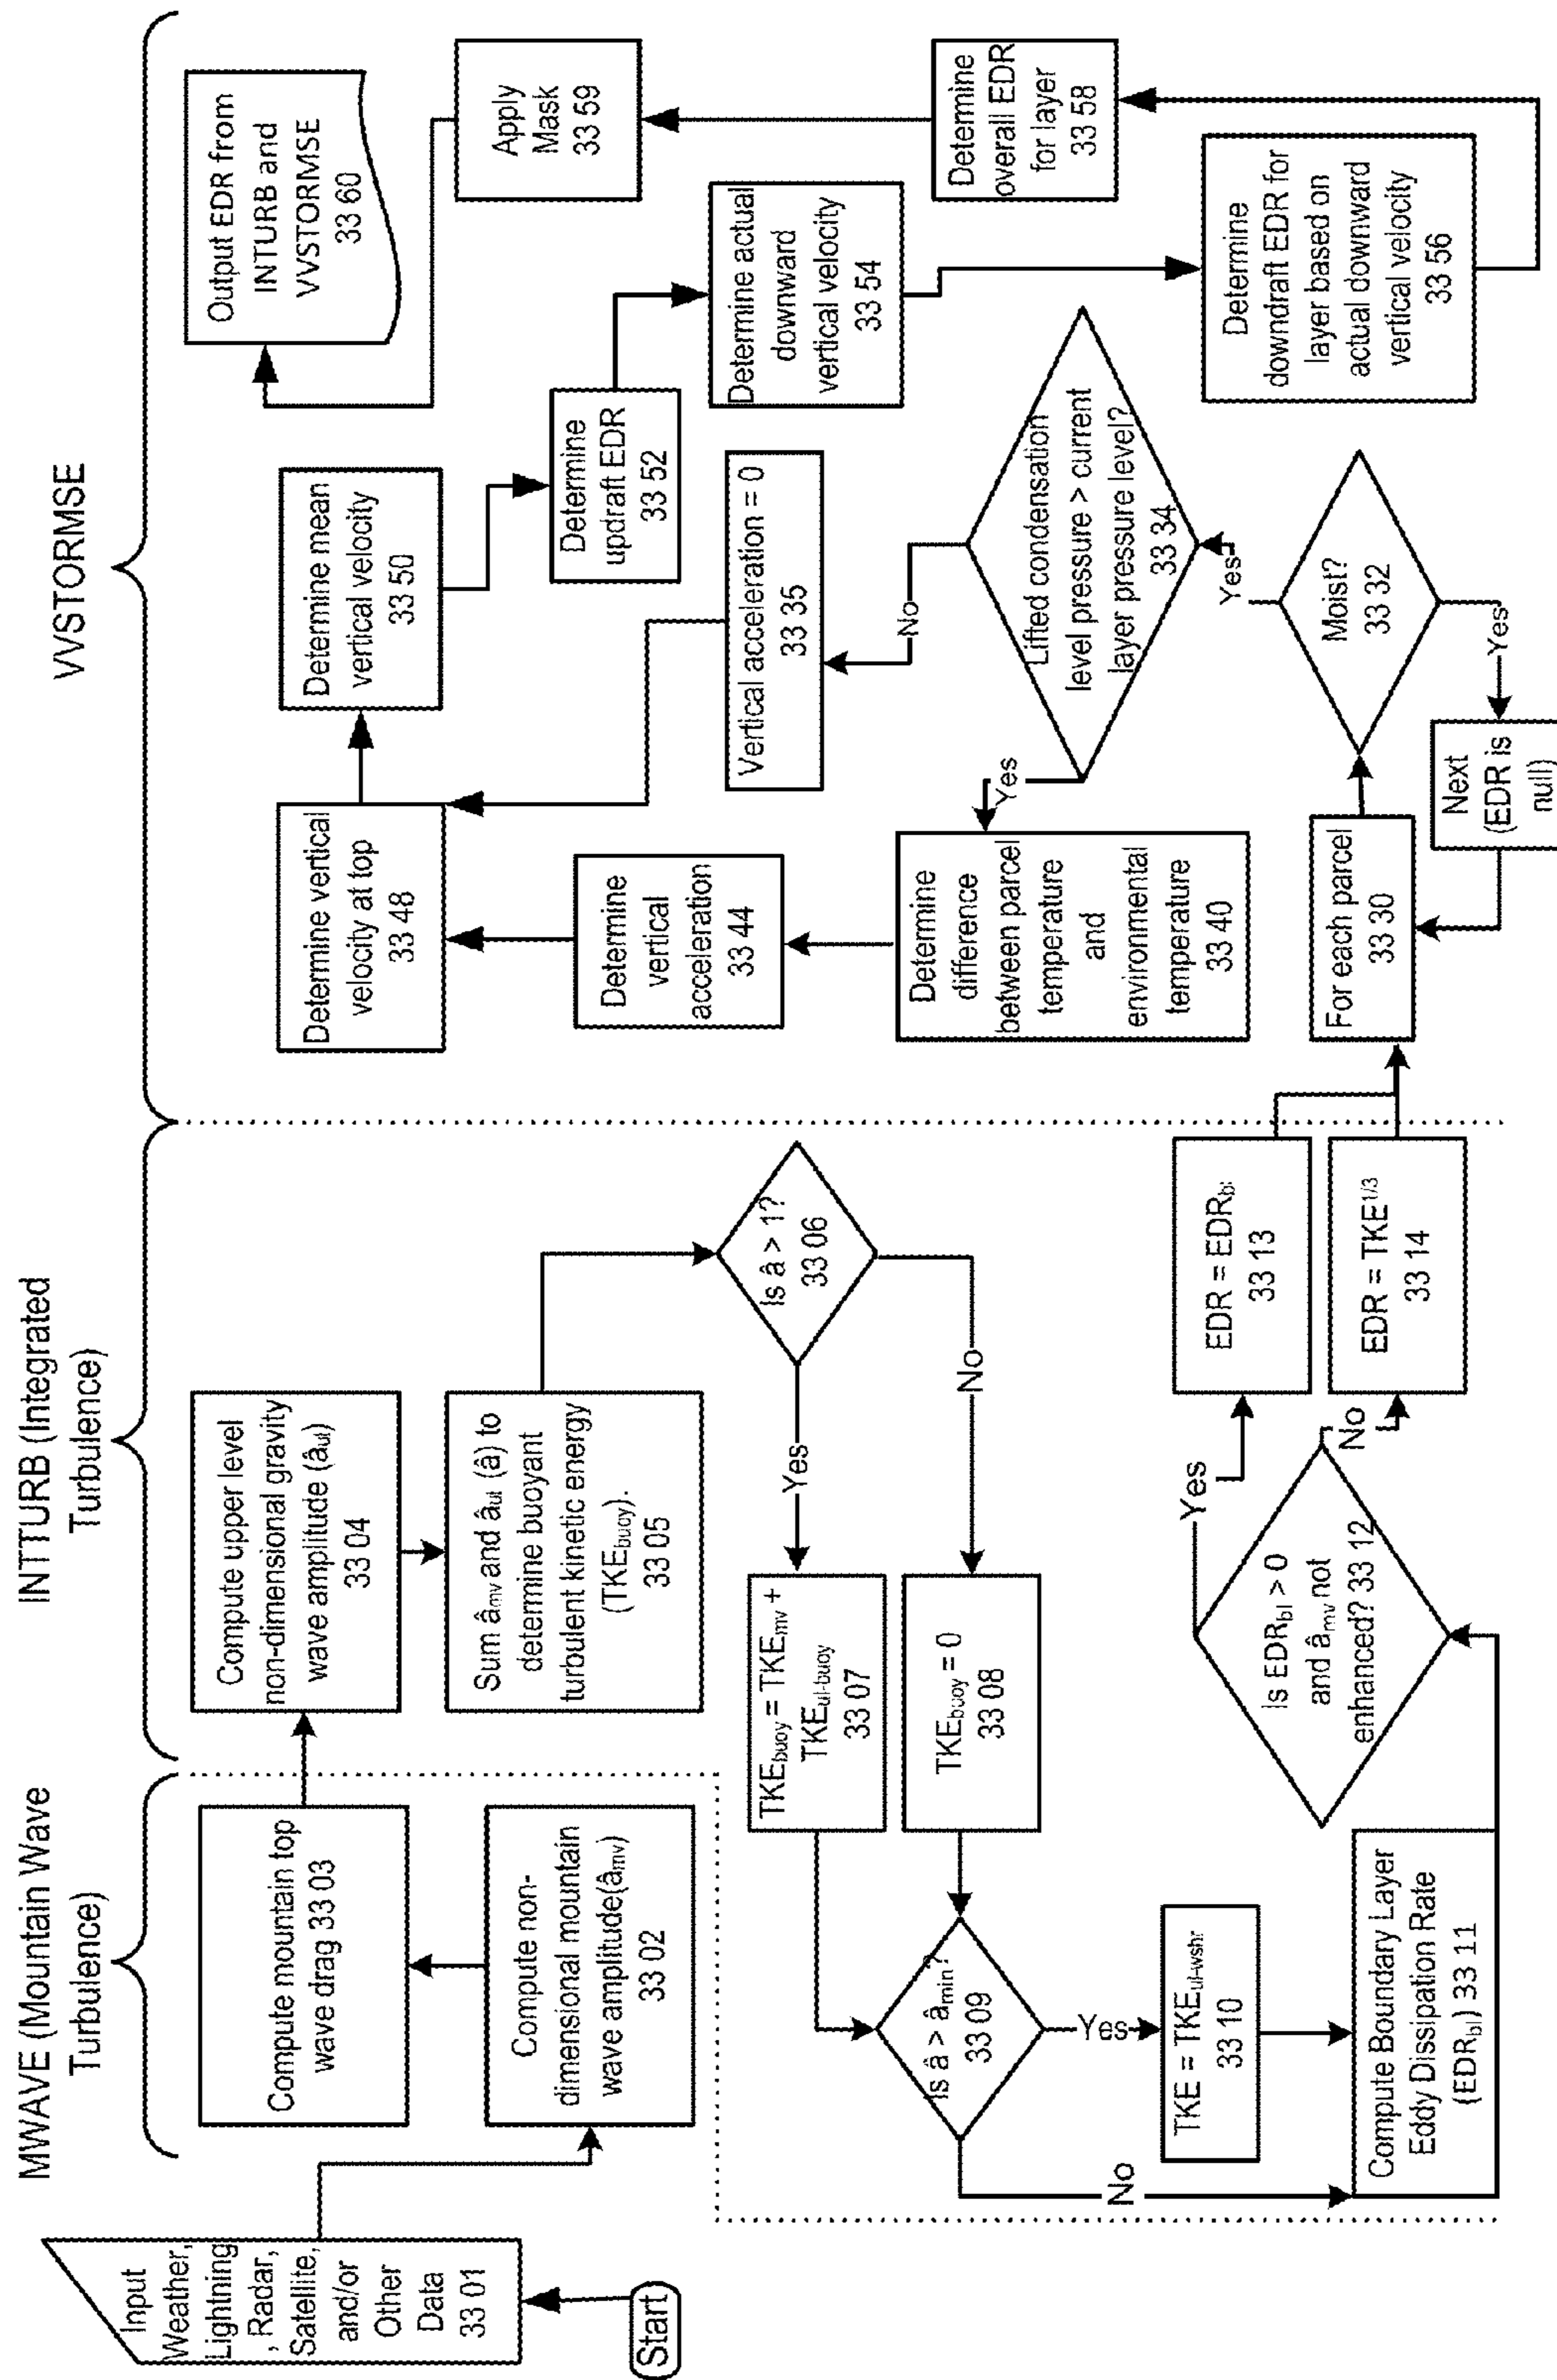 MWAVE (Mountain Wave
Turbulence)
INTTURB (Integrated
Turbulence)
VVSTORMSE
Start
Input
Weather,
Lightning
, Radar,
Satellite,
and/or
Other
Data
33 01
Compute non-
dimensional mountain
wave amplitude(âmv)
33 02
Compute mountain top
wave drag 33 03
Compute upper level
non-dimensional gravity
wave amplitude (âul)
33 04
Sum âmv and âul (â) to
determine buoyant
turbulent kinetic energy
(TKEbuoy).
33 05
Is â > 1?
33 06
Yes
No
TKEbuoy = TKEmv +
TKEul-buoy
33 07
TKEbuoy = 0
33 08
Is â > âmin?
33 09
Yes
No
TKE = TKEul-wshr
33 10
Compute Boundary Layer
Eddy Dissipation Rate
(EDRbl) 33 11
Is EDRbl > 0
and âmv not
enhanced? 33 12
Yes
No
EDR = EDRbl
33 13
EDR = TKE1/3
33 14
For each parcel
33 30
Moist?
33 32
Yes
Next
(EDR is
null)
Yes
Lifted condensation
level pressure > current
layer pressure level?
33 34
No
Yes
Vertical acceleration = 0
33 35
Determine
difference
between parcel
temperature
and
environmental
temperature
33 40
Determine
vertical
acceleration
33 44
Determine vertical
velocity at top
33 48
Determine mean
vertical velocity
33 50
Determine
updraft EDR
33 52
Determine actual
downward
vertical velocity
33 54
Determine
downdraft EDR for
layer based on
actual downward
vertical velocity
33 56
Determine
overall EDR
for layer
33 58
Apply
Mask
33 59
Output EDR from
INTURB and
VVSTORMSE
33 60